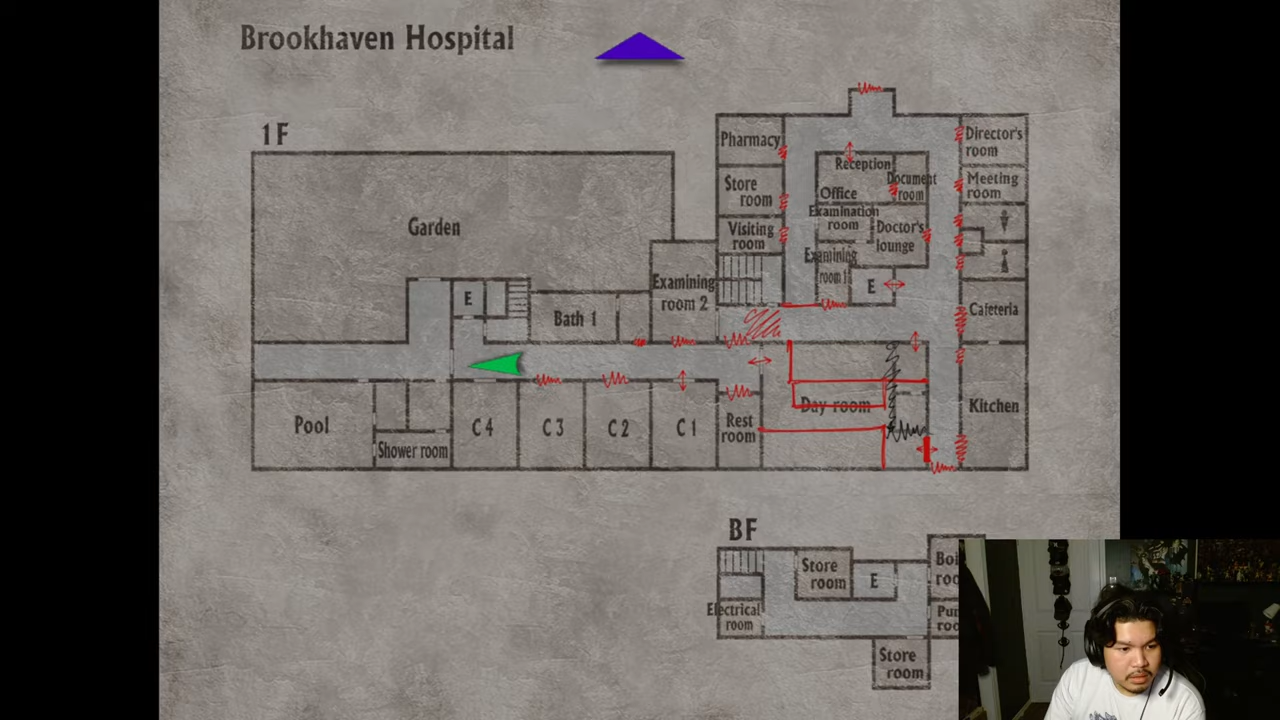 Brookhaven Hospital
1F
Garden
Pharmacy
Store
room
Visiting
room
Reception
Office
Document
room
Examination
room
Doctor's
lounge
Examining
room 1
E
Director's
room
Meeting
room
Cafeteria
Kitchen
E
Bath 1
Examining
room 2
Pool
Shower room
C4
C3
C2
C1
Rest
room
Day room
BF
Store
room
E
Electrical
room
Store
room